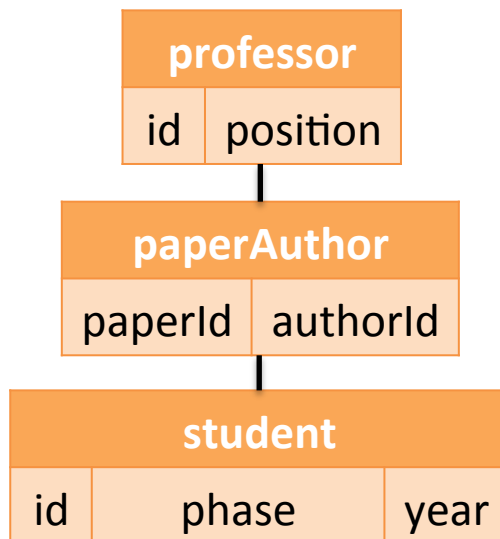 professor
id position
paperAuthor
paperId authorId
student
id phase year